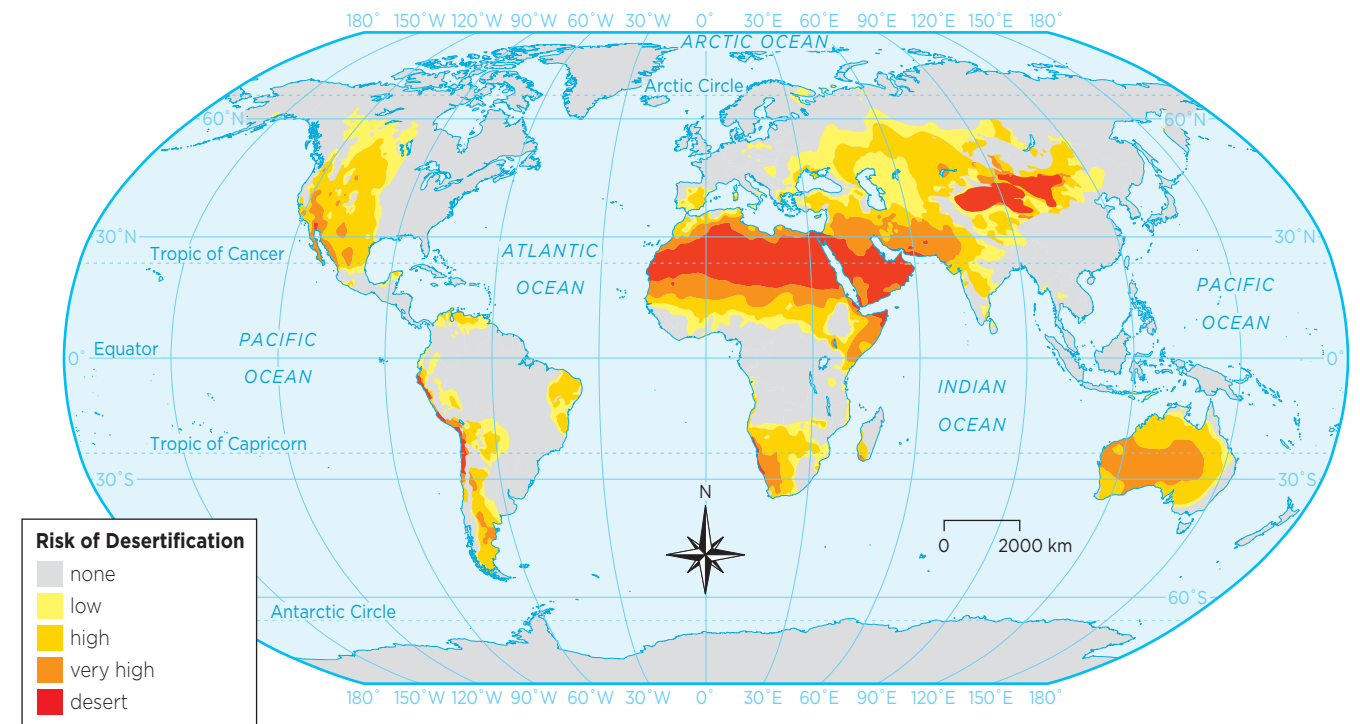 180° 150°W 120°W 90°W 60°W 30°W 0° 30°E 60°E 90°E 120°E 150°E 180°
ARCTIC OCEAN
Arctic Circle
60°N 60°N
30°N 30°N
Tropic of Cancer
ATLANTIC
OCEAN
PACIFIC
OCEAN
PACIFIC
OCEAN
Equator
0° 0°
INDIAN
OCEAN
Tropic of Capricorn
30°S 30°S
N
0 2000 km
Risk of Desertification
none
low
high
very high
desert
60°S
Antarctic Circle
180° 150°W 120°W 90°W 60°W 30°W 0° 30°E 60°E 90°E 120°E 150°E 180°